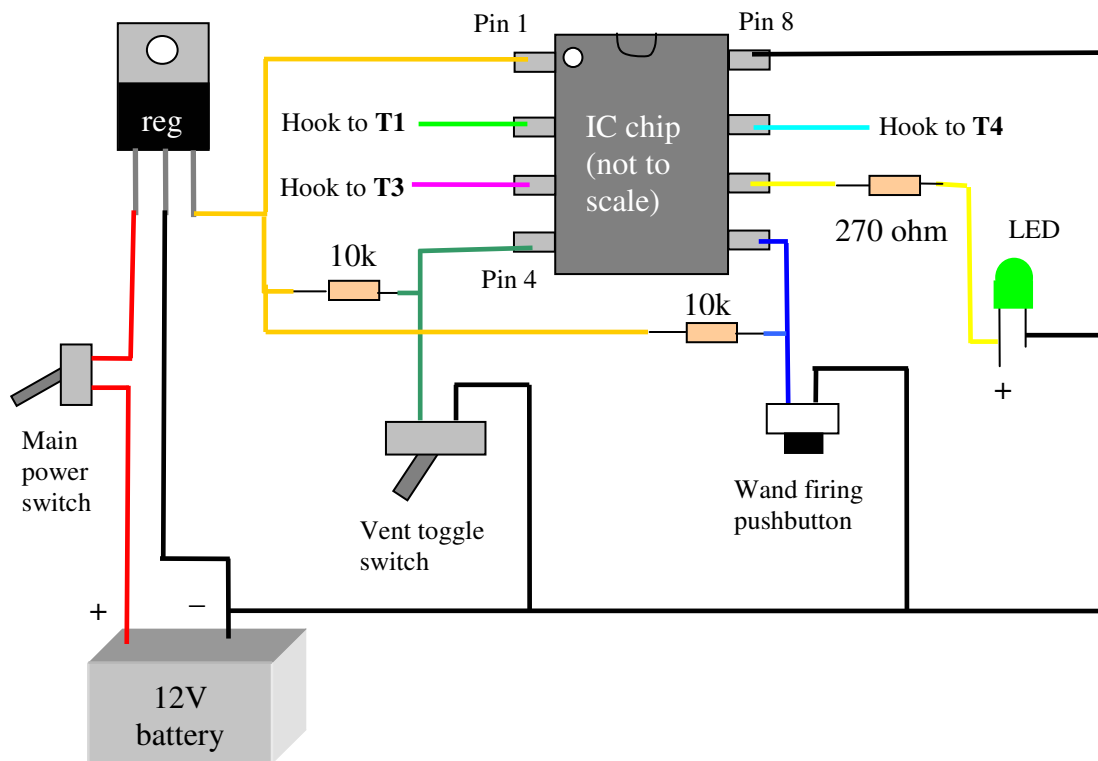 Pin 1
Pin 8
reg
Hook to T1
IC chip
(not to
scale)
Hook to T4
Hook to T3
270 ohm
LED
10k
Pin 4
10k
+
Main
power
switch
Vent toggle
switch
Wand firing
pushbutton
+
–
12V
battery